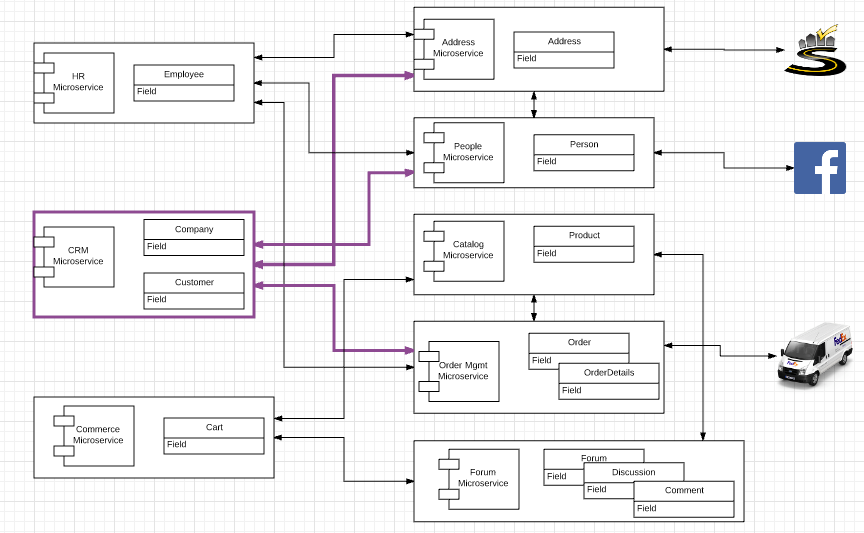 HR
Microservice
Employee
Field
Address
Microservice
Address
Field
People
Microservice
Person
Field
f
CRM
Microservice
Company
Field
Customer
Field
Catalog
Microservice
Product
Field
Order Mgmt
Microservice
Order
Field
OrderDetails
Field
FedEx
Commerce
Microservice
Cart
Field
Forum
Microservice
Forum
Field
Discussion
Field
Comment
Field